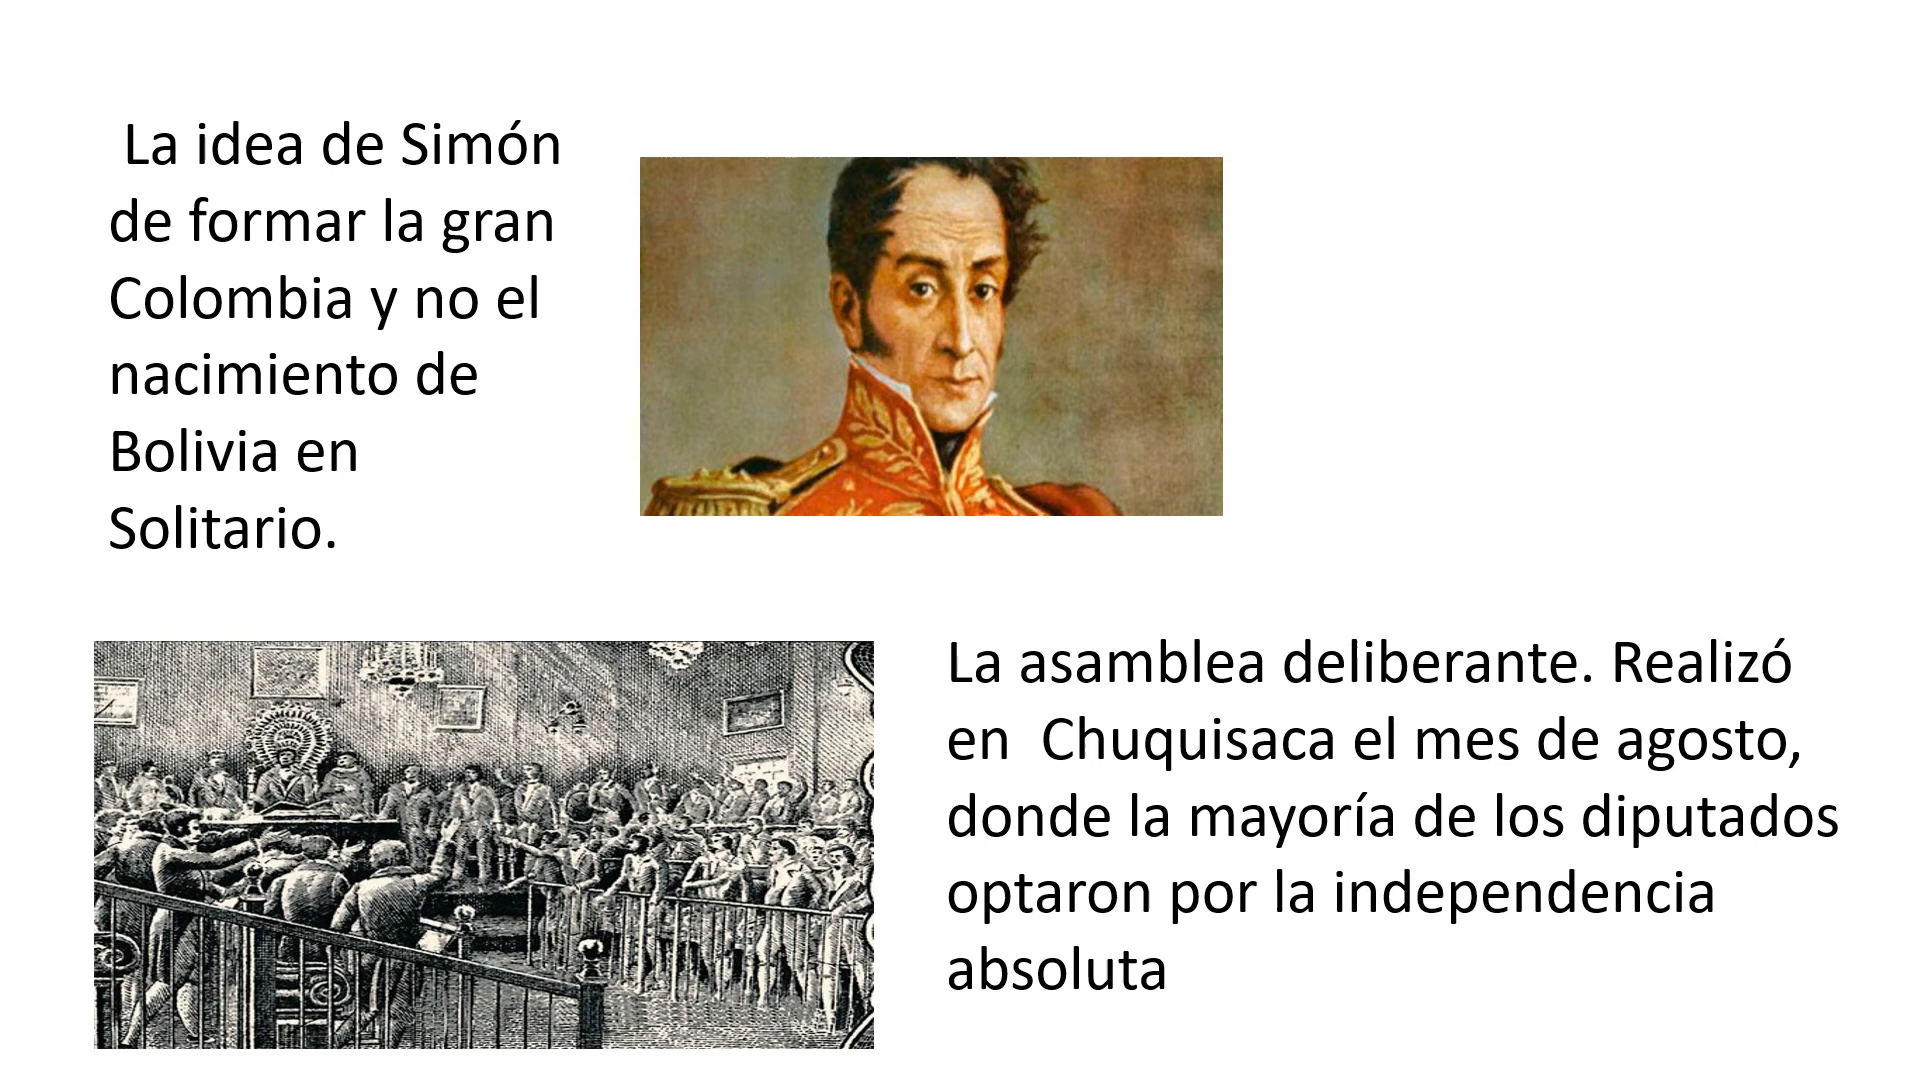 La idea de Simón
de formar la gran
Colombia y no el
nacimiento de
Bolivia en
Solitario.
La asamblea deliberante. Realizó
en  Chuquisaca el mes de agosto,
donde la mayoría de los diputados
optaron por la independencia
absoluta